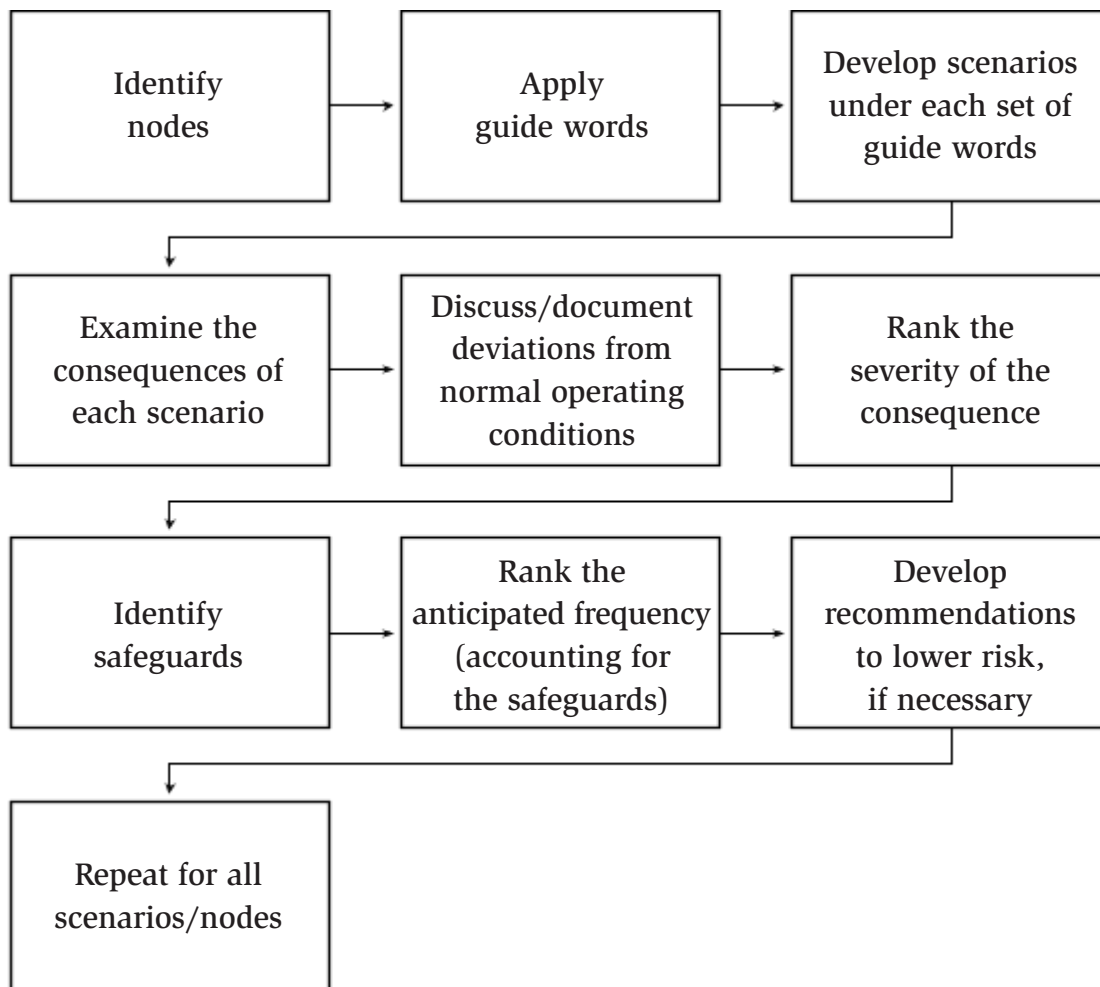 Identify
nodes
Apply
guide words
Develop scenarios
under each set of
guide words
Examine the
consequences of
each scenario
Discuss/document
deviations from
normal operating
conditions
Rank the
severity of the
consequence
Identify
safeguards
Rank the
anticipated frequency
(accounting for
the safeguards)
Develop
recommendations
to lower risk,
if necessary
Repeat for all
scenarios/nodes